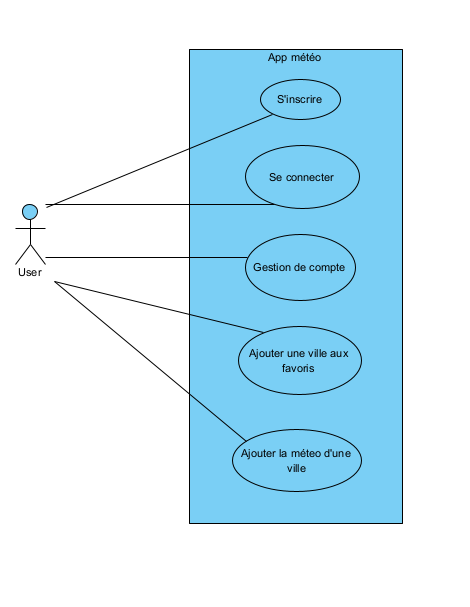 App météo
S'inscrire
Se connecter
User
Gestion de compte
Ajouter une ville aux
favoris
Ajouter la méteo d'une
ville